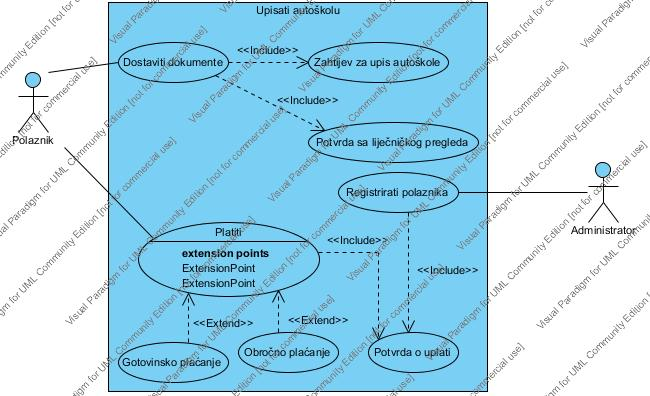 Upisati autoškolu
Dostaviti dokumente
<<Include>>
Zahtijev za upis autoškole
<<Include>>
Polaznik
Potvrda sa liječničkog pregleda
Registrirati polaznika
Administrator
Platiti
<<Include>>
extension points
ExtensionPoint
ExtensionPoint
<<Include>>
<<Extend>>
<<Extend>>
Gotovinsko plaćanje
Obročno plaćanje
Potvrda o uplati
Visual Paradigm for UML Community Edition [not for commercial use]